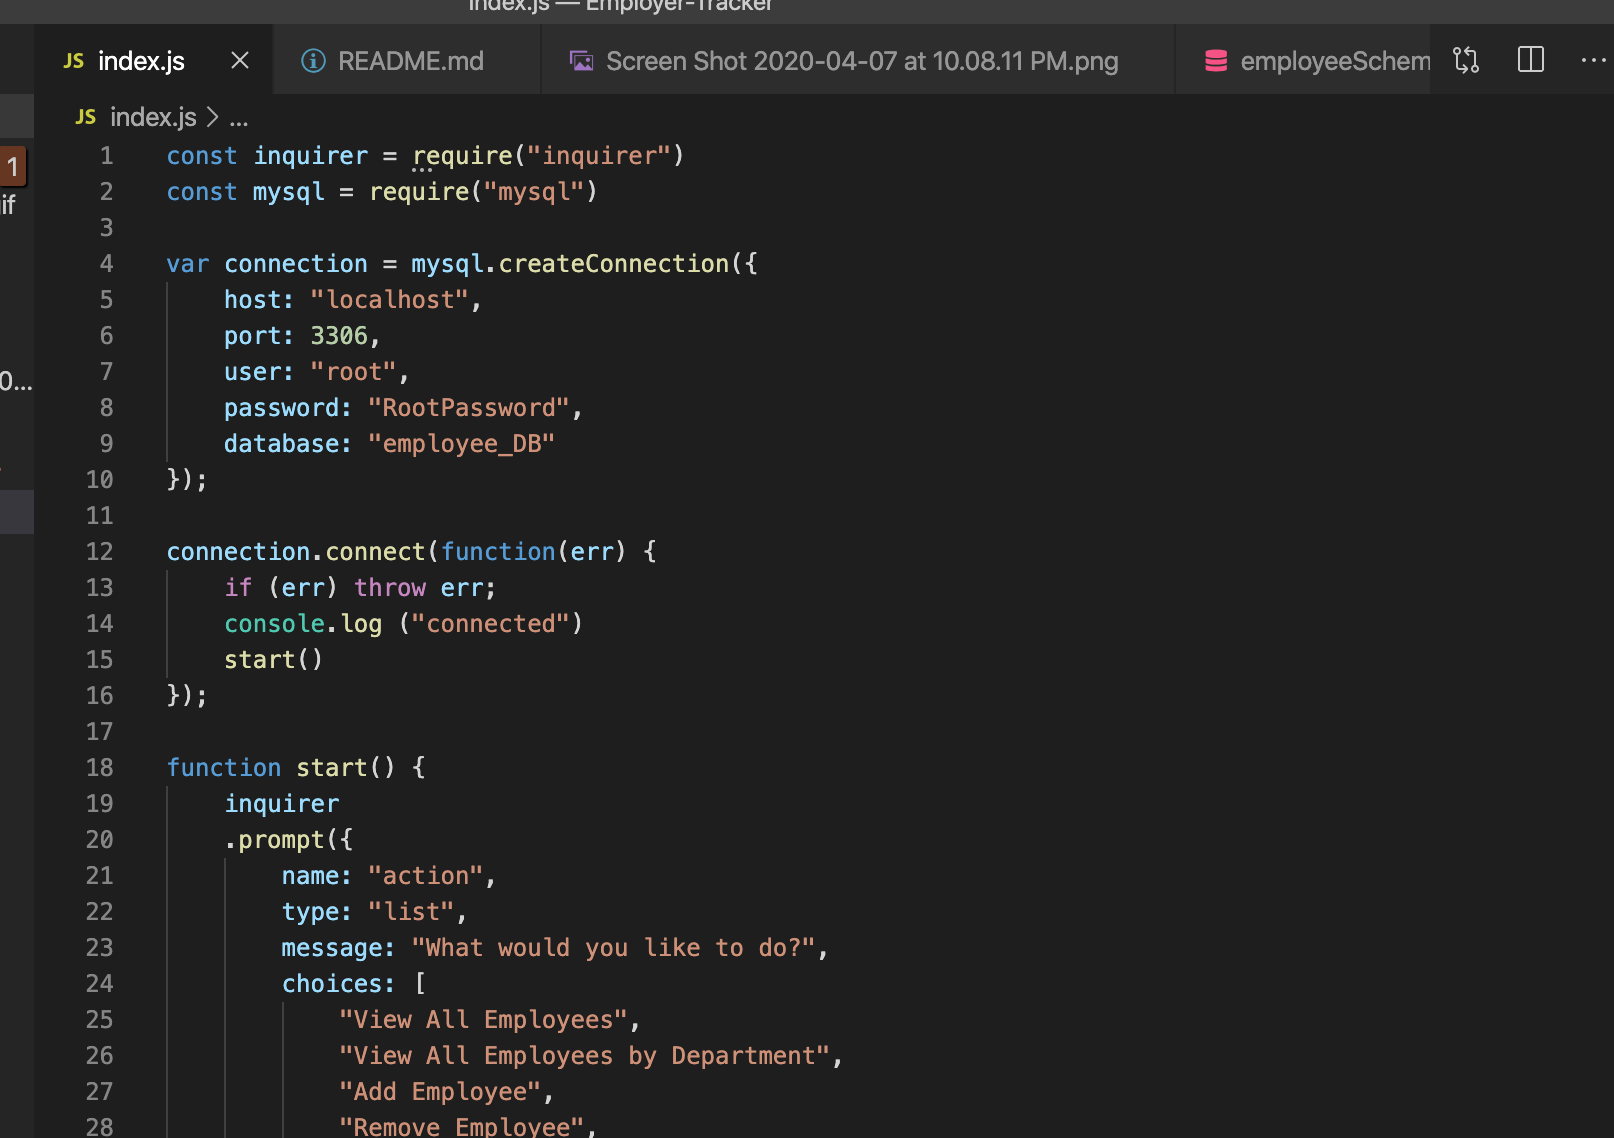 index.js — Employer-Tracker
JS index.js × README.md Screen Shot 2020-04-07 at 10.08.11 PM.png employeeSchem ...
JS index.js > ...
1
if
0...
1 const inquirer = require("inquirer")
2 const mysql = require("mysql")
3
4 var connection = mysql.createConnection({
5 host: "localhost",
6 port: 3306,
7 user: "root",
8 password: "RootPassword",
9 database: "employee_DB"
10 });
11
12 connection.connect(function(err) {
13 if (err) throw err;
14 console.log ("connected")
15 start()
16 });
17
18 function start() {
19 inquirer
20 .prompt({
21 name: "action",
22 type: "list",
23 message: "What would you like to do?",
24 choices: [
25 "View All Employees",
26 "View All Employees by Department",
27 "Add Employee",
28 "Remove Employee",